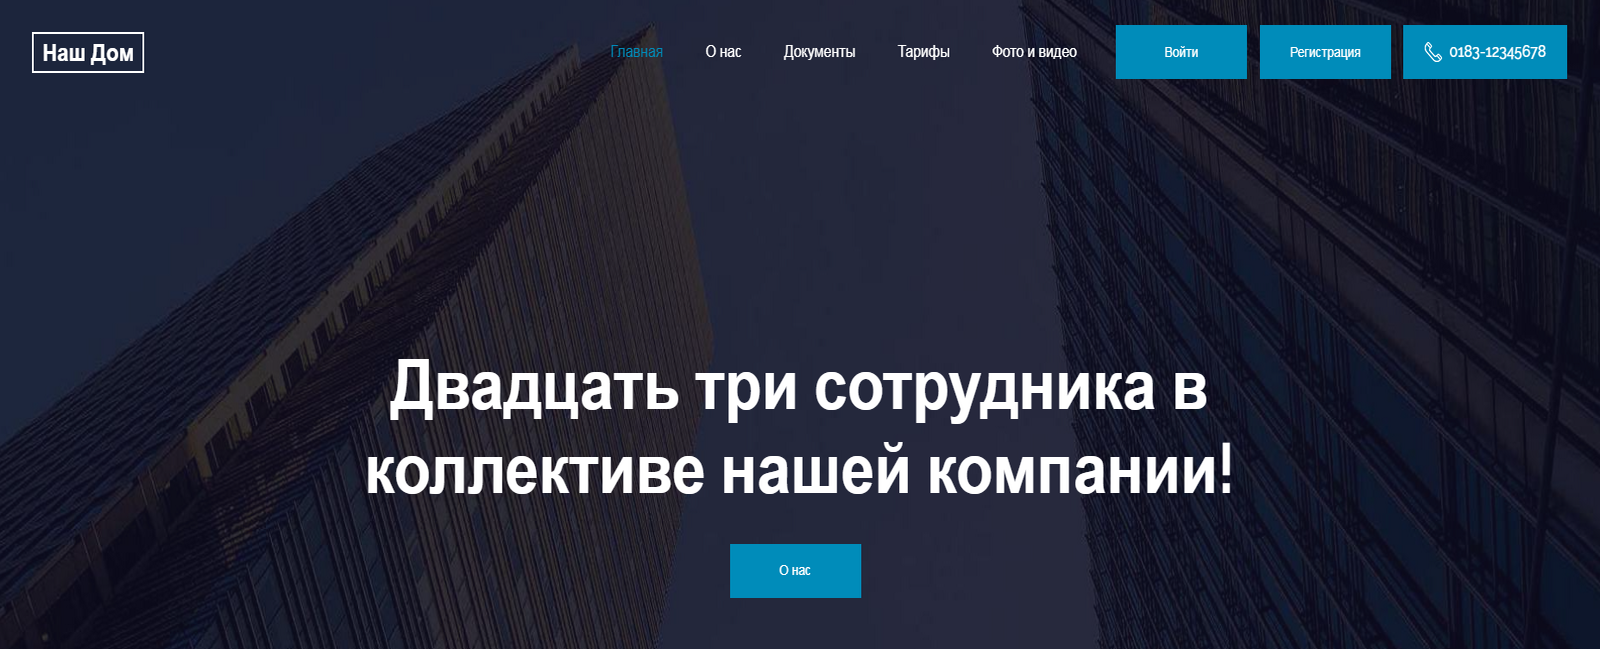 Наш Дом
Главная
О нас
Документы
Тарифы
Фото и видео
Войти
Регистрация
0183-12345678
Двадцать три сотрудника в
коллективе нашей компании!
О нас